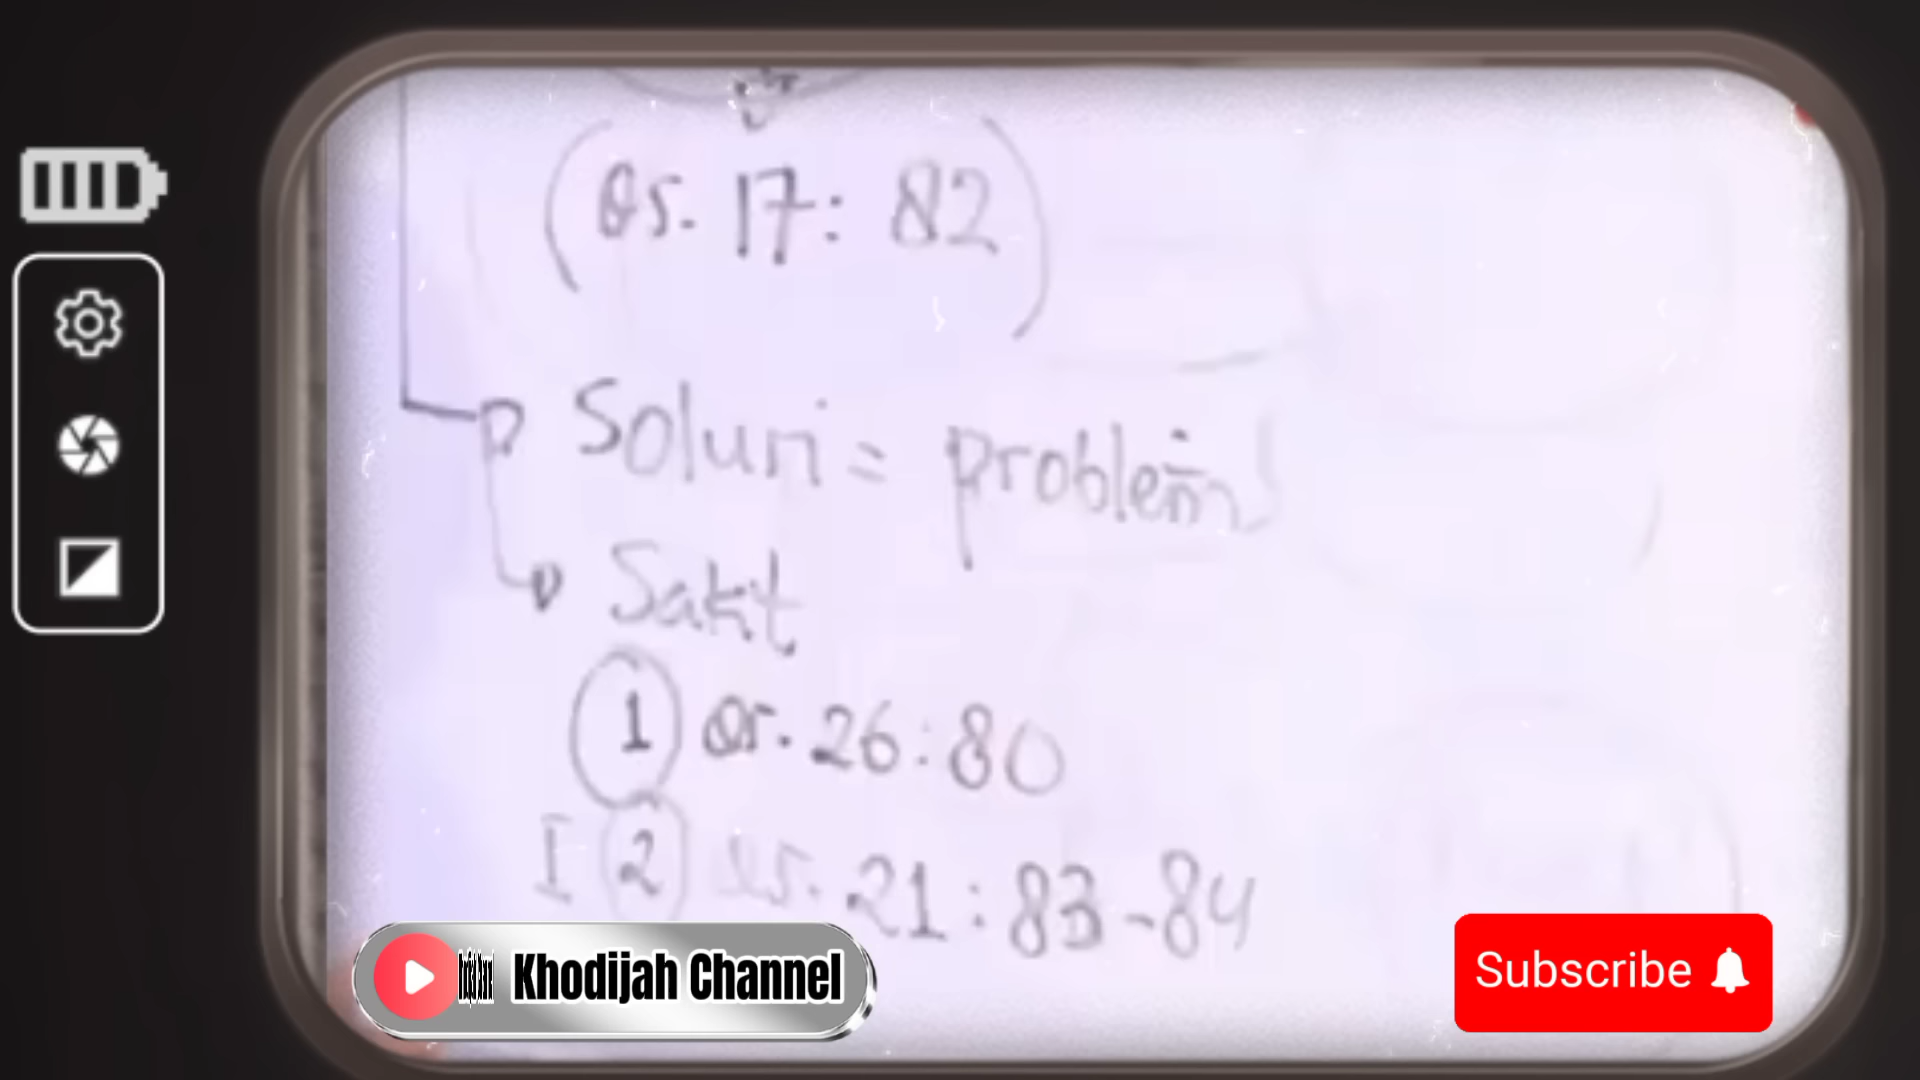 (Qs. 17: 82)
Solusi = problem
Sakit
1 Qs. 26:80
I 2 Qs. 21:83-84
Khodijah Channel
Subscribe